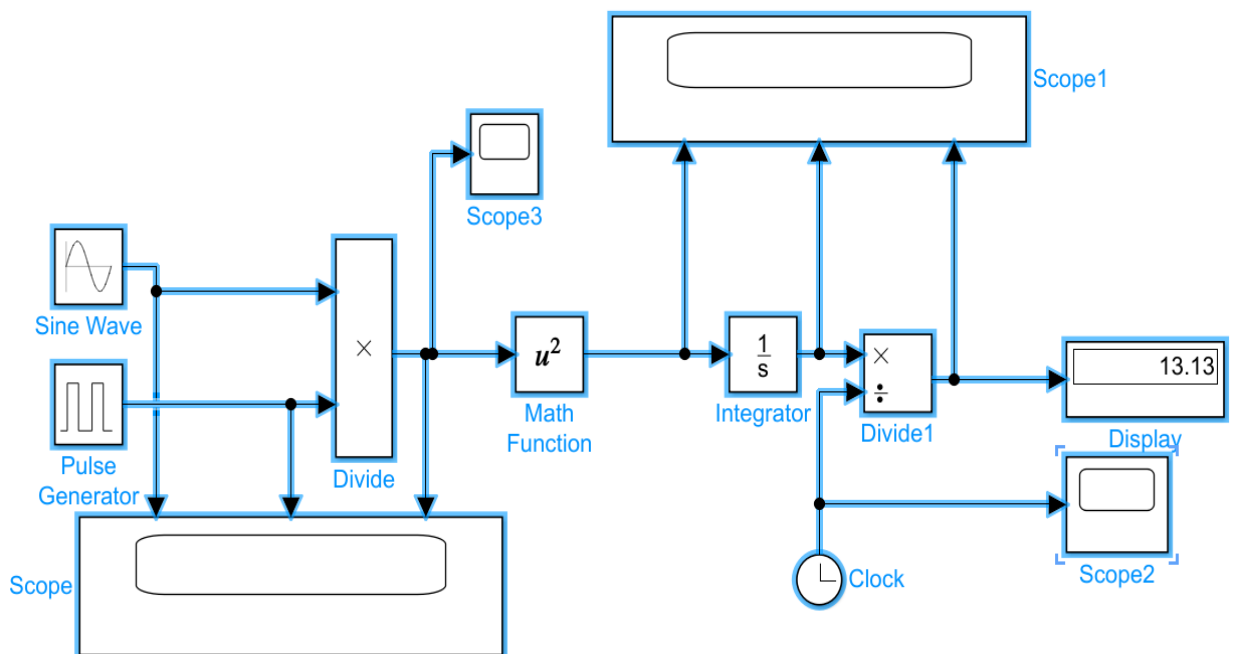 Scope1
Scope3
Sine Wave
×
u²
Math
Function
1
s
Integrator
×
÷
Divide1
13.13
Display
Pulse
Generator
Divide
Scope
Clock
Scope2